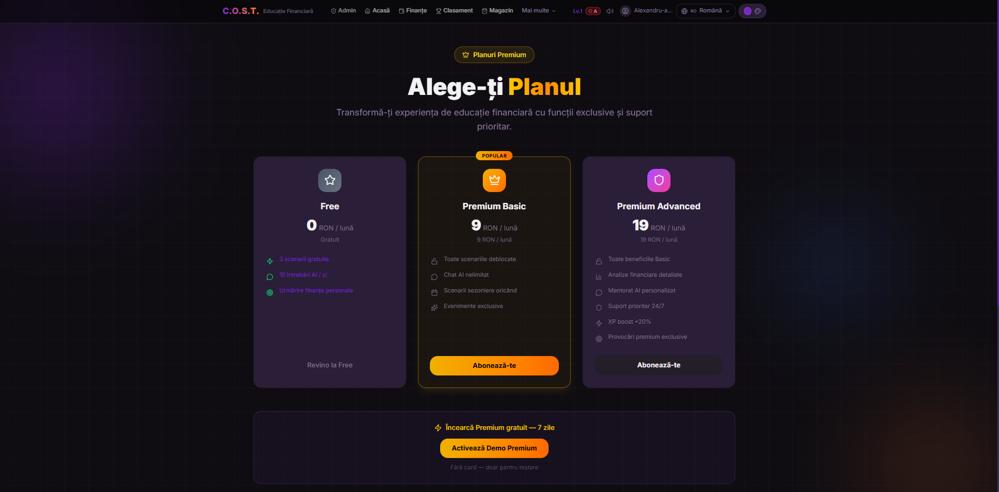 C.O.S.T. Educație Financiară Admin Acasă Finanțe Clasament Magazin Mai multe Lv.1 A Alexandru-a... RO Română
Planuri Premium
Alege-ți Planul
Transformă-ți experiența de educație financiară cu funcții exclusive și suport
prioritar.
Free
0 RON / lună
Gratuit
3 scenarii gratuite
10 întrebări AI / zi
Urmărire finanțe personale
Revino la Free
POPULAR
Premium Basic
9 RON / lună
9 RON / lună
Toate scenariile deblocate
Chat AI nelimitat
Scenarii sezoniere oricând
Evenimente exclusive
Abonează-te
Premium Advanced
19 RON / lună
19 RON / lună
Toate beneficiile Basic
Analize financiare detaliate
Mentorat AI personalizat
Suport prioritar 24/7
XP boost +20%
Provocări premium exclusive
Abonează-te
Încearcă Premium gratuit — 7 zile
Activează Demo Premium
Fără card — doar pentru testare